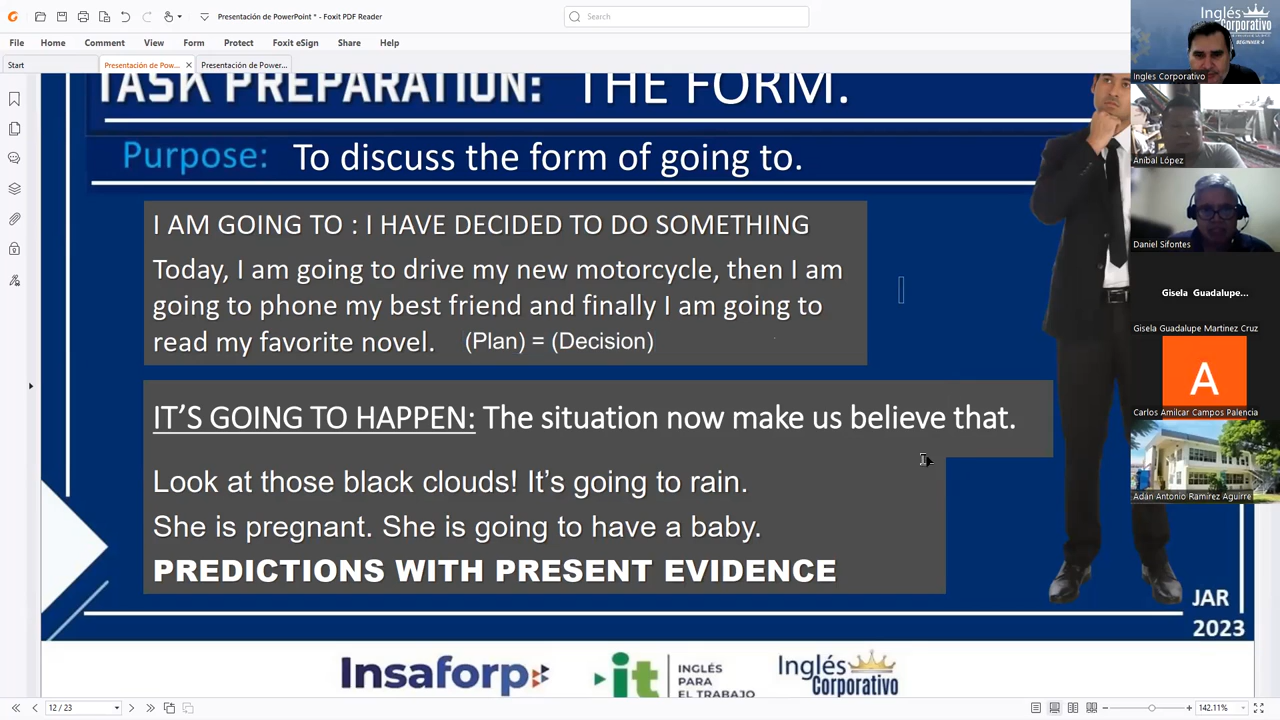 Presentación de PowerPoint * - Foxit PDF Reader
Search
File Home Comment View Form Protect Foxit eSign Share Help
Start Presentación de Pow... Presentación de Power...
TASK PREPARATION: THE FORM.
Purpose: To discuss the form of going to.
I AM GOING TO : I HAVE DECIDED TO DO SOMETHING
Today, I am going to drive my new motorcycle, then I am
going to phone my best friend and finally I am going to
read my favorite novel. (Plan) = (Decision)
IT'S GOING TO HAPPEN: The situation now make us believe that.
Look at those black clouds! It's going to rain.
She is pregnant. She is going to have a baby.
PREDICTIONS WITH PRESENT EVIDENCE
JAR
2023
Insaforp
it
INGLÉS
PARA
EL TRABAJO
Inglés
Corporativo
12 / 23
142.11%
Inglés
Corporativo
BEGINNER 4
Ingles Corporativo
Aníbal López
Daniel Sifontes
Gisela Guadalupe...
Gisela Guadalupe Martinez Cruz
A
Carlos Amilcar Campos Palencia
Adán Antonio Ramírez Aguirre